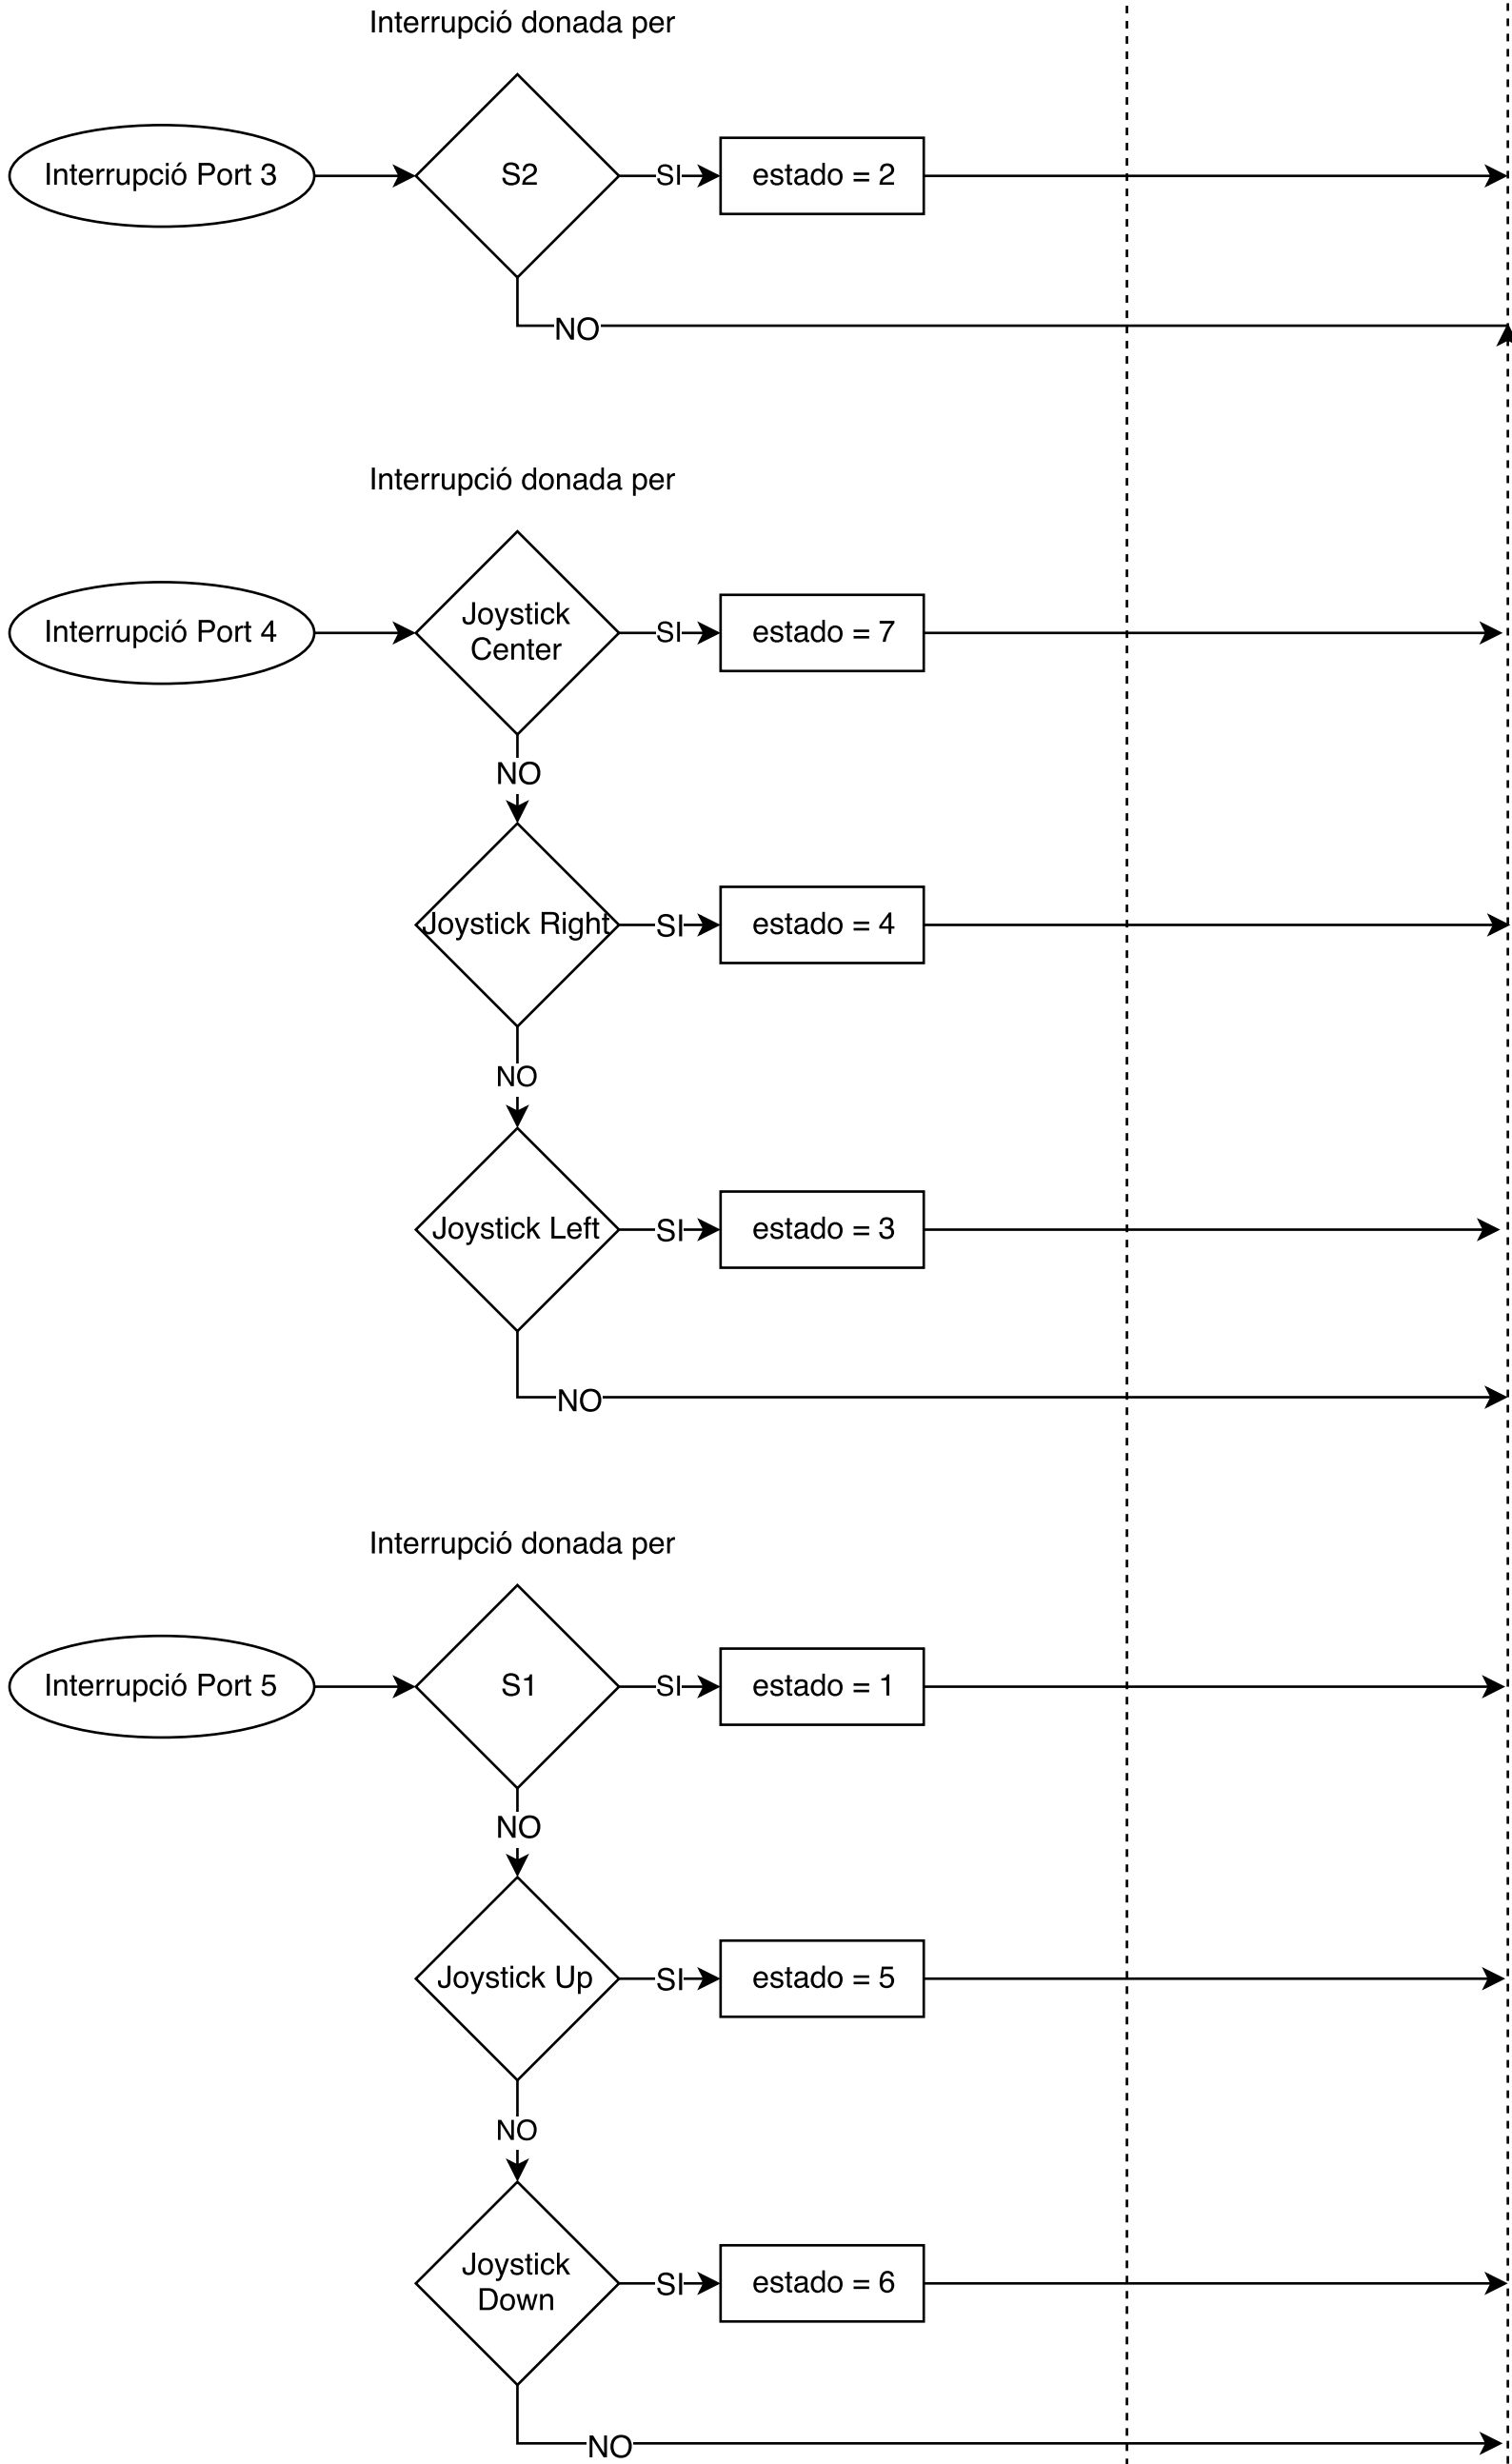 Interrupció donada per
Interrupció Port 3
S2
SI
estado = 2
NO
Interrupció donada per
Interrupció Port 4
Joystick
Center
SI
estado = 7
NO
Joystick Right
SI
estado = 4
NO
Joystick Left
SI
estado = 3
NO
Interrupció donada per
Interrupció Port 5
S1
SI
estado = 1
NO
Joystick Up
SI
estado = 5
NO
Joystick
Down
SI
estado = 6
NO